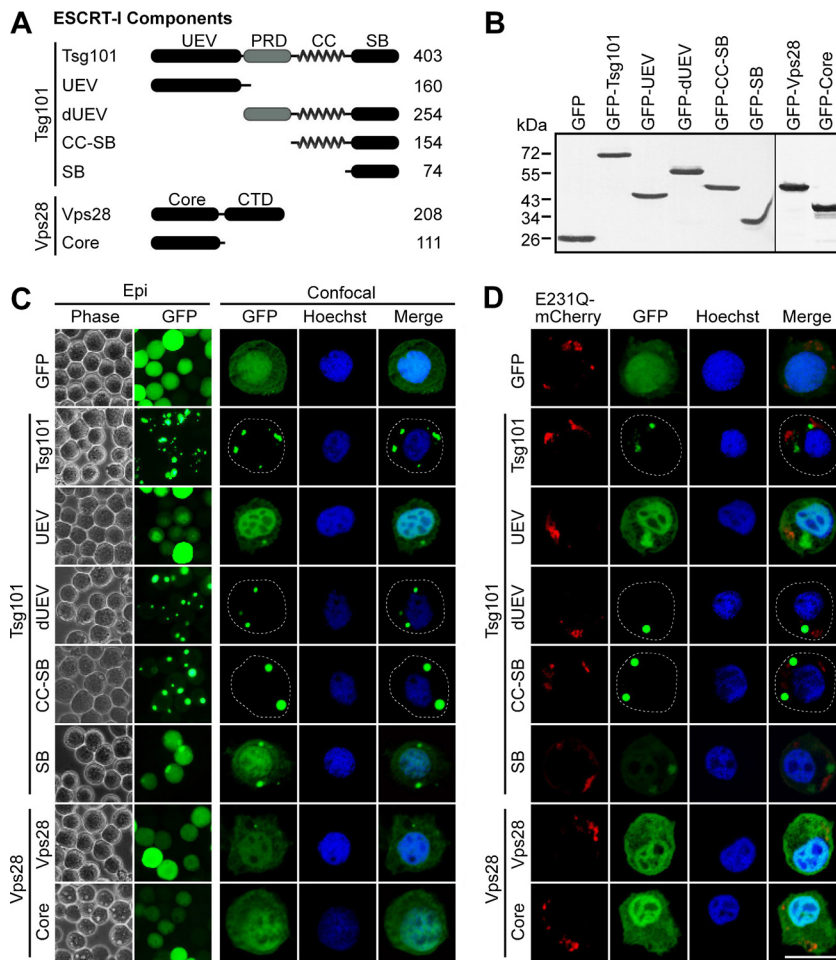 A ESCRT-I Components
UEV PRD CC SB
Tsg101
Tsg101 403
UEV 160
dUEV 254
CC-SB 154
SB 74
Vps28
Core CTD
Vps28 208
Core 111
B
GFP
GFP-Tsg101
GFP-UEV
GFP-dUEV
GFP-CC-SB
GFP-SB
GFP-Vps28
GFP-Core
kDa
72
55
43
34
26
C
Epi Confocal
Phase GFP GFP Hoechst Merge
GFP
Tsg101
Tsg101
UEV
dUEV
CC-SB
SB
Vps28
Vps28
Core
D
E231Q-
mCherry GFP Hoechst Merge
GFP
Tsg101
Tsg101
UEV
dUEV
CC-SB
SB
Vps28
Vps28
Core